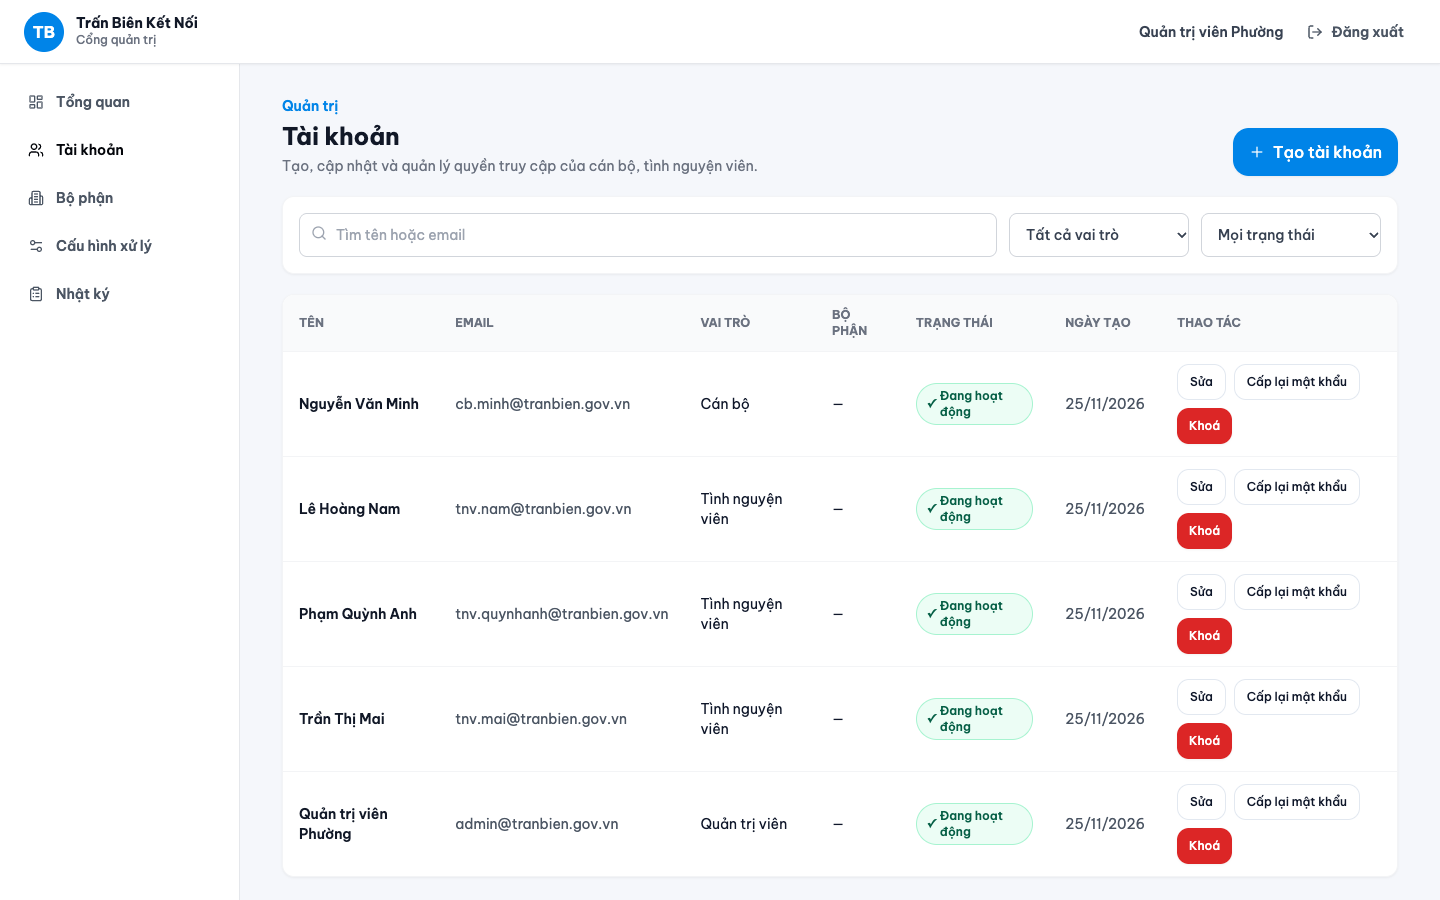 TB
Trấn Biên Kết Nối
Cổng quản trị
Quản trị viên Phường
Đăng xuất
Tổng quan
Tài khoản
Bộ phận
Cấu hình xử lý
Nhật ký
Quản trị
Tài khoản
Tạo, cập nhật và quản lý quyền truy cập của cán bộ, tình nguyện viên.
+ Tạo tài khoản
Tìm tên hoặc email
Tất cả vai trò
Mọi trạng thái
TÊN
EMAIL
VAI TRÒ
BỘ
PHẬN
TRẠNG THÁI
NGÀY TẠO
THAO TÁC
Nguyễn Văn Minh
cb.minh@tranbien.gov.vn
Cán bộ
—
✓ Đang hoạt
động
25/11/2026
Sửa
Cấp lại mật khẩu
Khoá
Lê Hoàng Nam
tnv.nam@tranbien.gov.vn
Tình nguyện
viên
—
✓ Đang hoạt
động
25/11/2026
Sửa
Cấp lại mật khẩu
Khoá
Phạm Quỳnh Anh
tnv.quynhanh@tranbien.gov.vn
Tình nguyện
viên
—
✓ Đang hoạt
động
25/11/2026
Sửa
Cấp lại mật khẩu
Khoá
Trần Thị Mai
tnv.mai@tranbien.gov.vn
Tình nguyện
viên
—
✓ Đang hoạt
động
25/11/2026
Sửa
Cấp lại mật khẩu
Khoá
Quản trị viên
Phường
admin@tranbien.gov.vn
Quản trị viên
—
✓ Đang hoạt
động
25/11/2026
Sửa
Cấp lại mật khẩu
Khoá